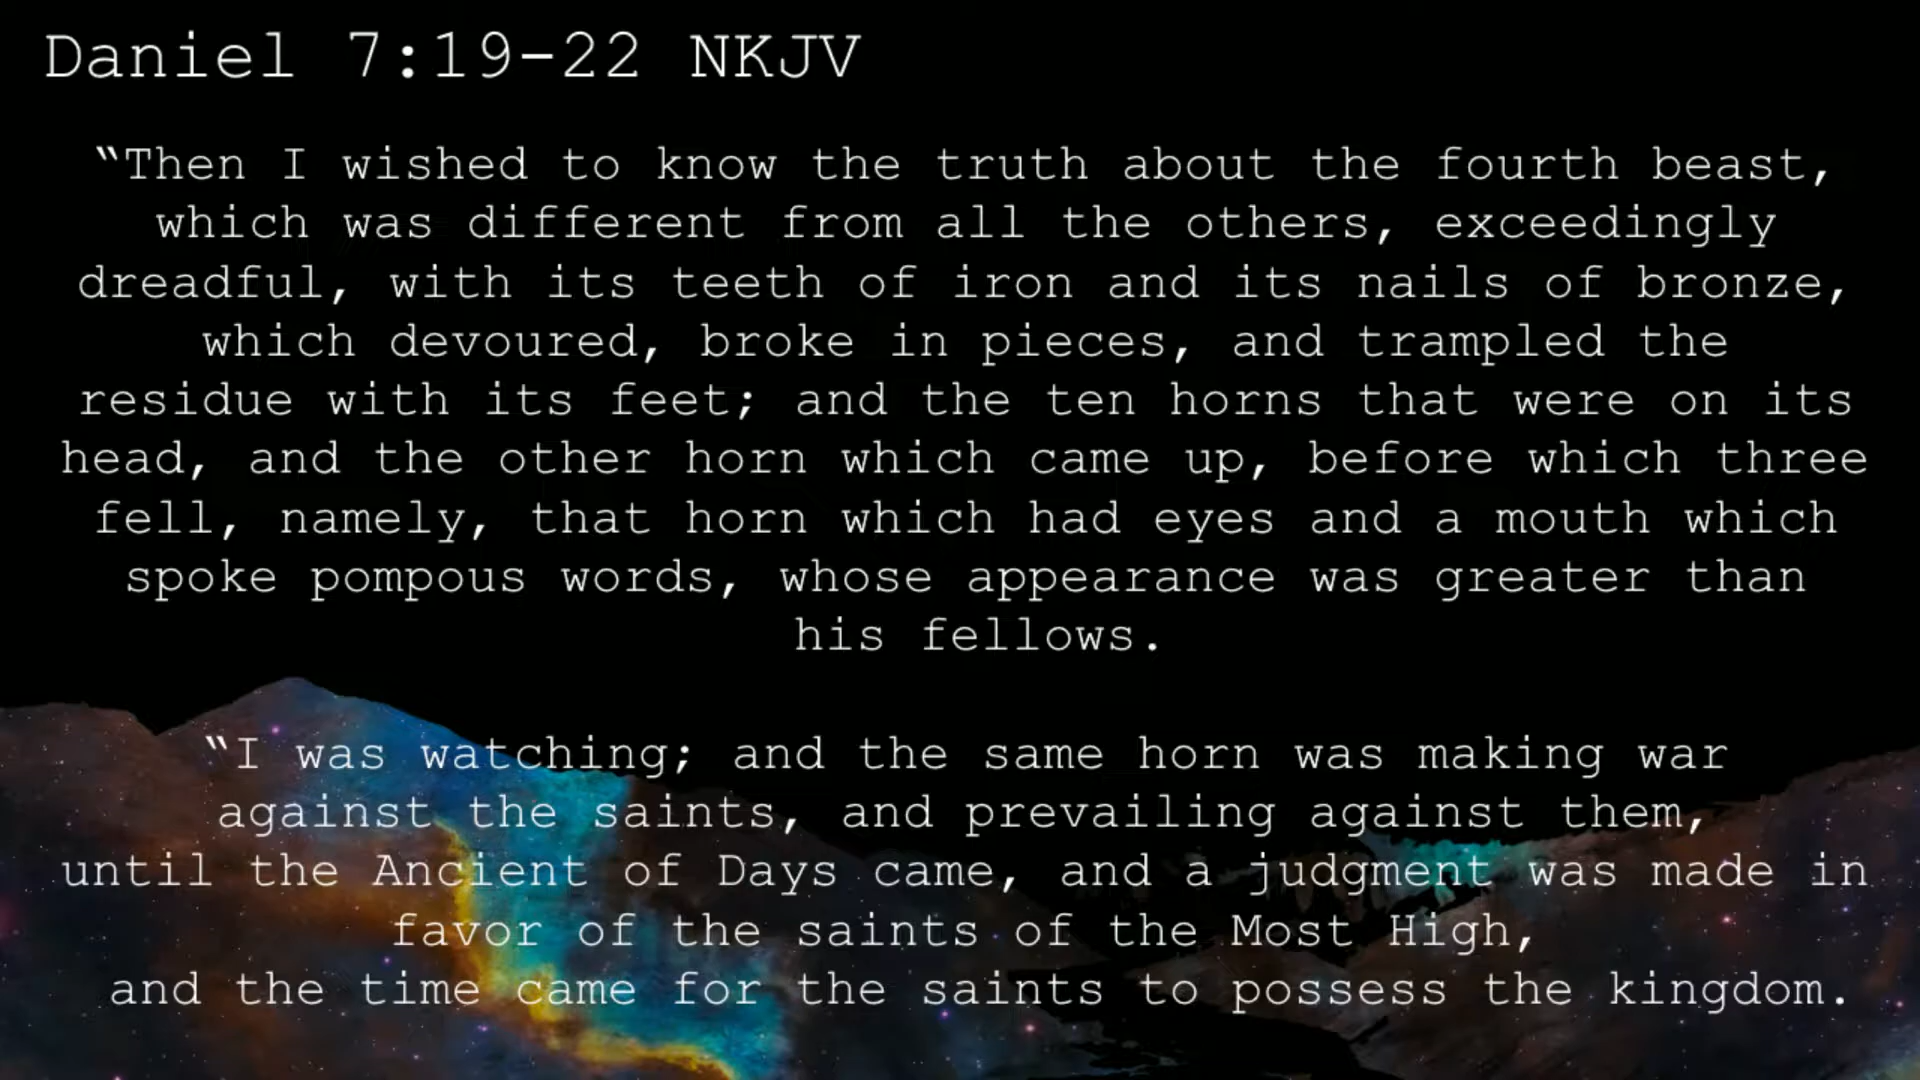 Daniel 7:19-22 NKJV
“Then I wished to know the truth about the fourth beast,
which was different from all the others, exceedingly
dreadful, with its teeth of iron and its nails of bronze,
which devoured, broke in pieces, and trampled the
residue with its feet; and the ten horns that were on its
head, and the other horn which came up, before which three
fell, namely, that horn which had eyes and a mouth which
spoke pompous words, whose appearance was greater than
his fellows.
“I was watching; and the same horn was making war
against the saints, and prevailing against them,
until the Ancient of Days came, and a judgment was made in
favor of the saints of the Most High,
and the time came for the saints to possess the kingdom.